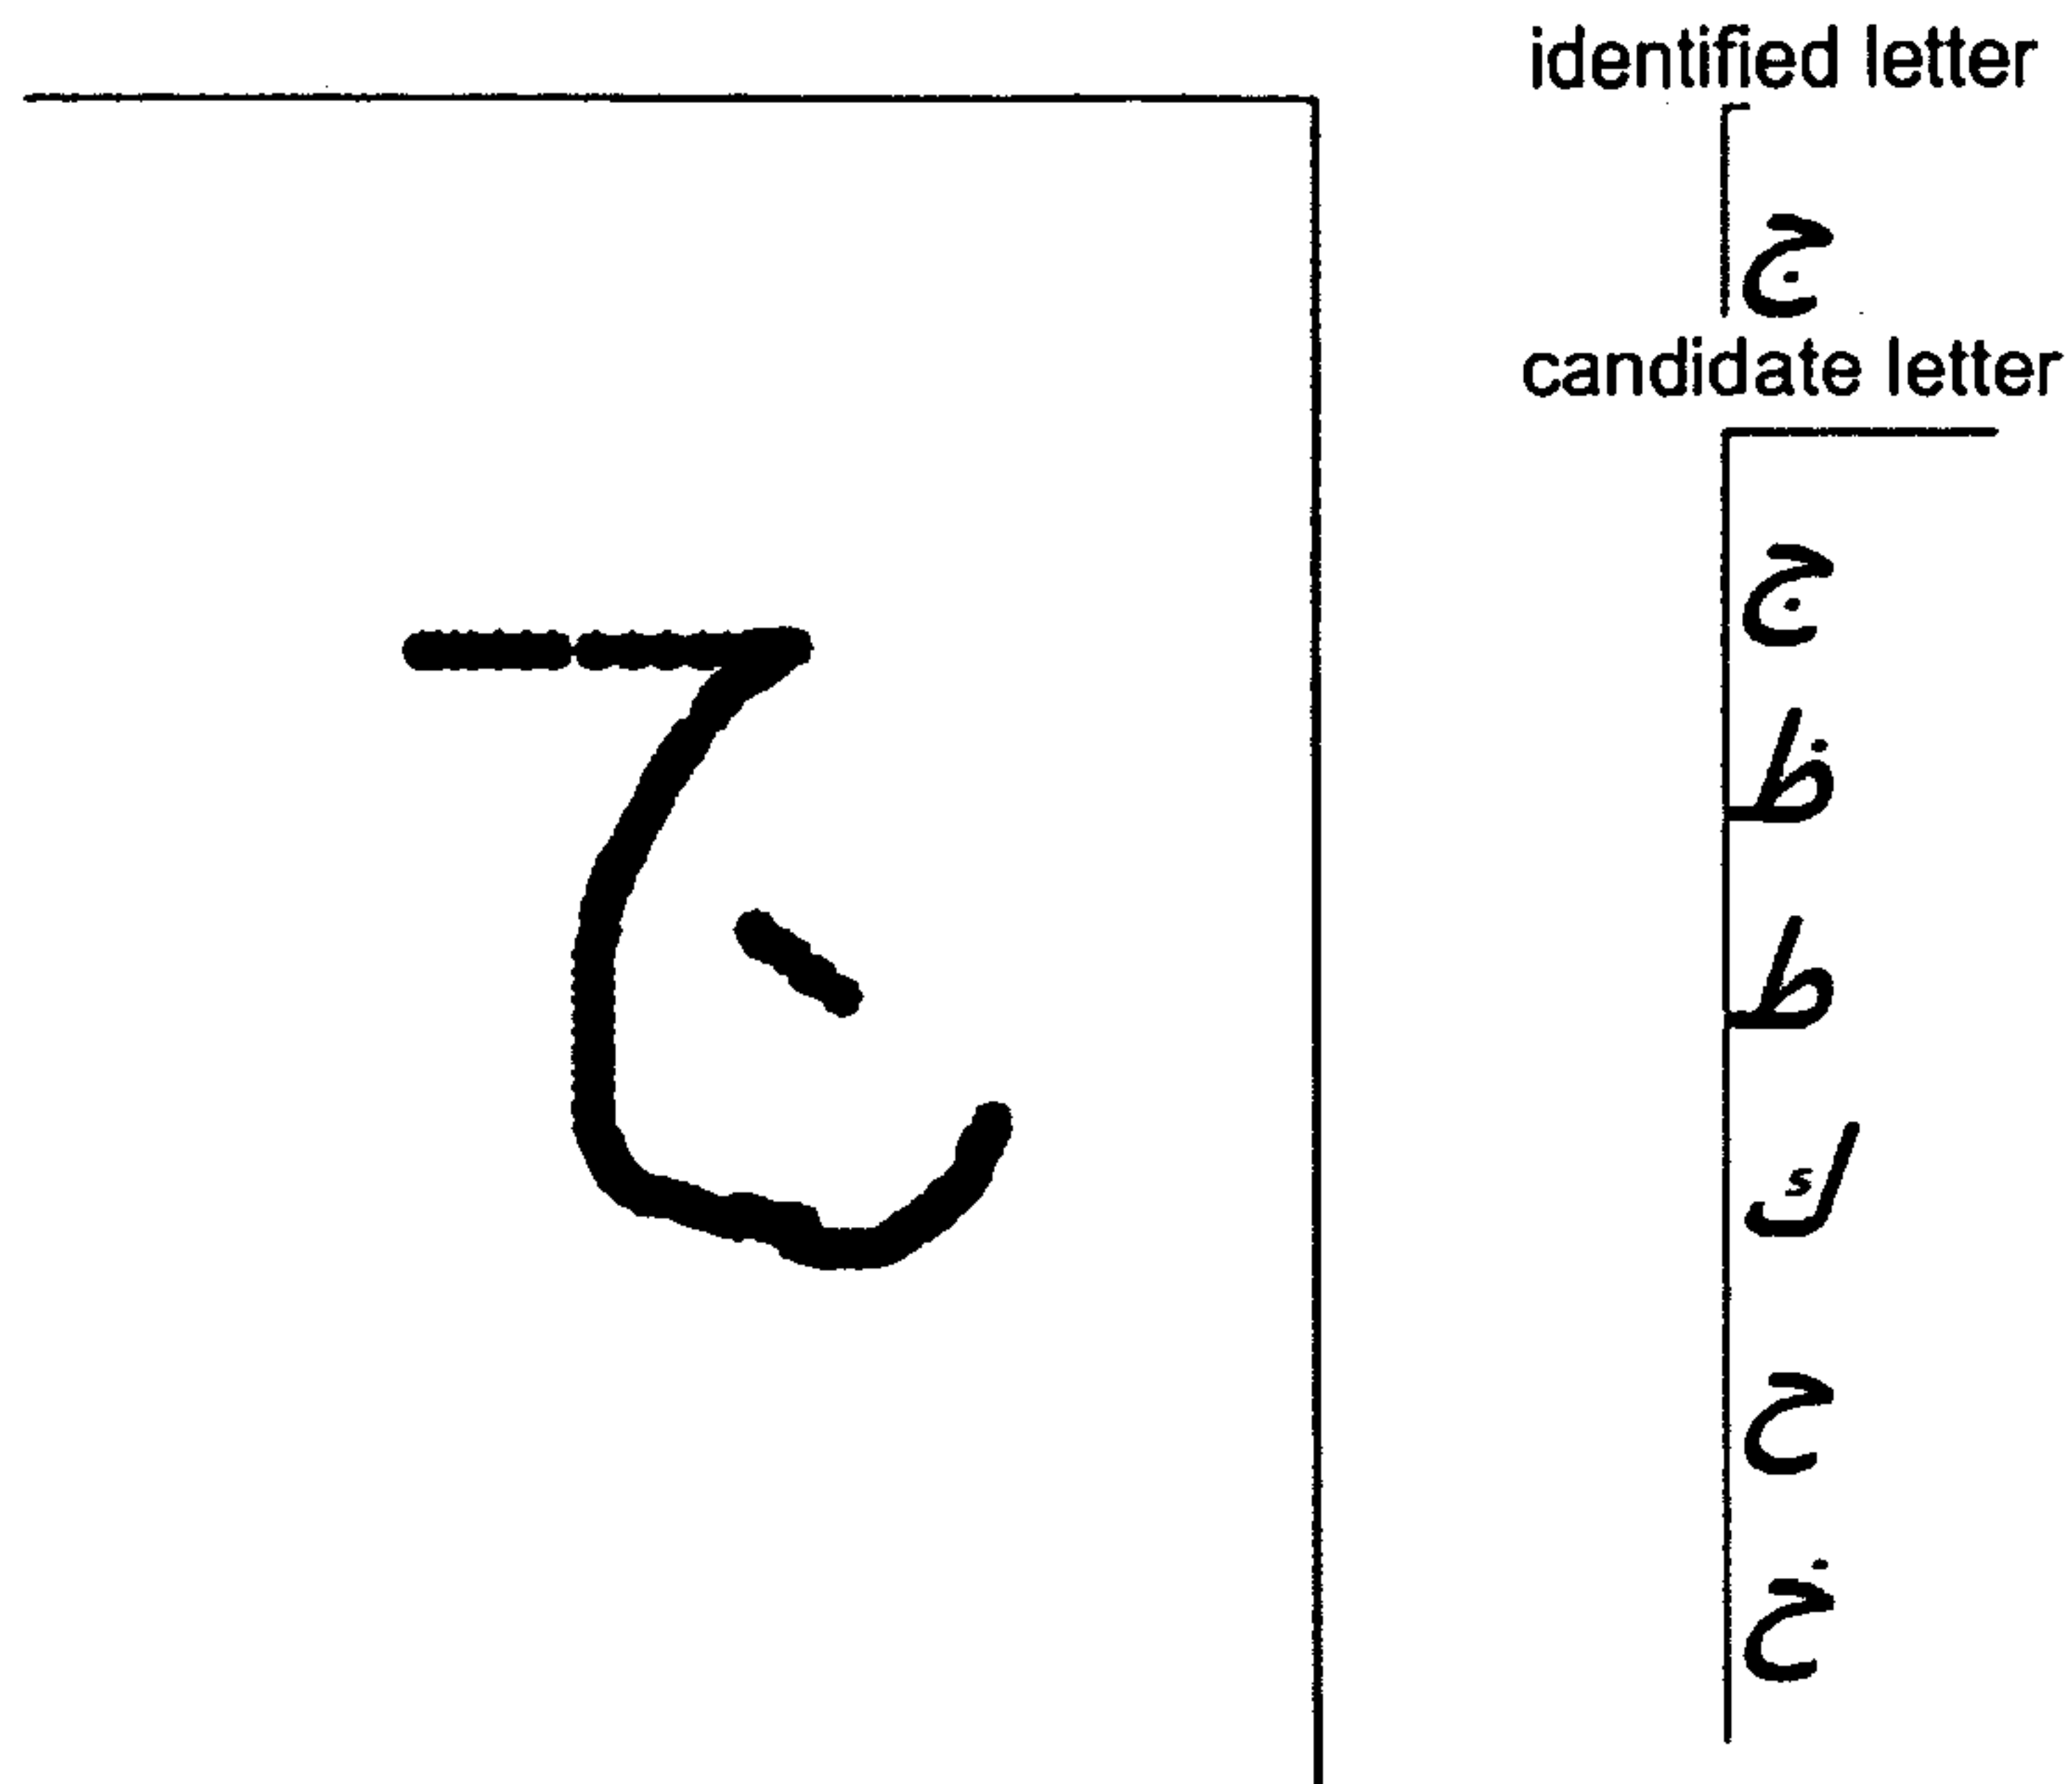 identified letter
ج
candidate letter
ج
ج
ظ
ط
ك
ح
خ